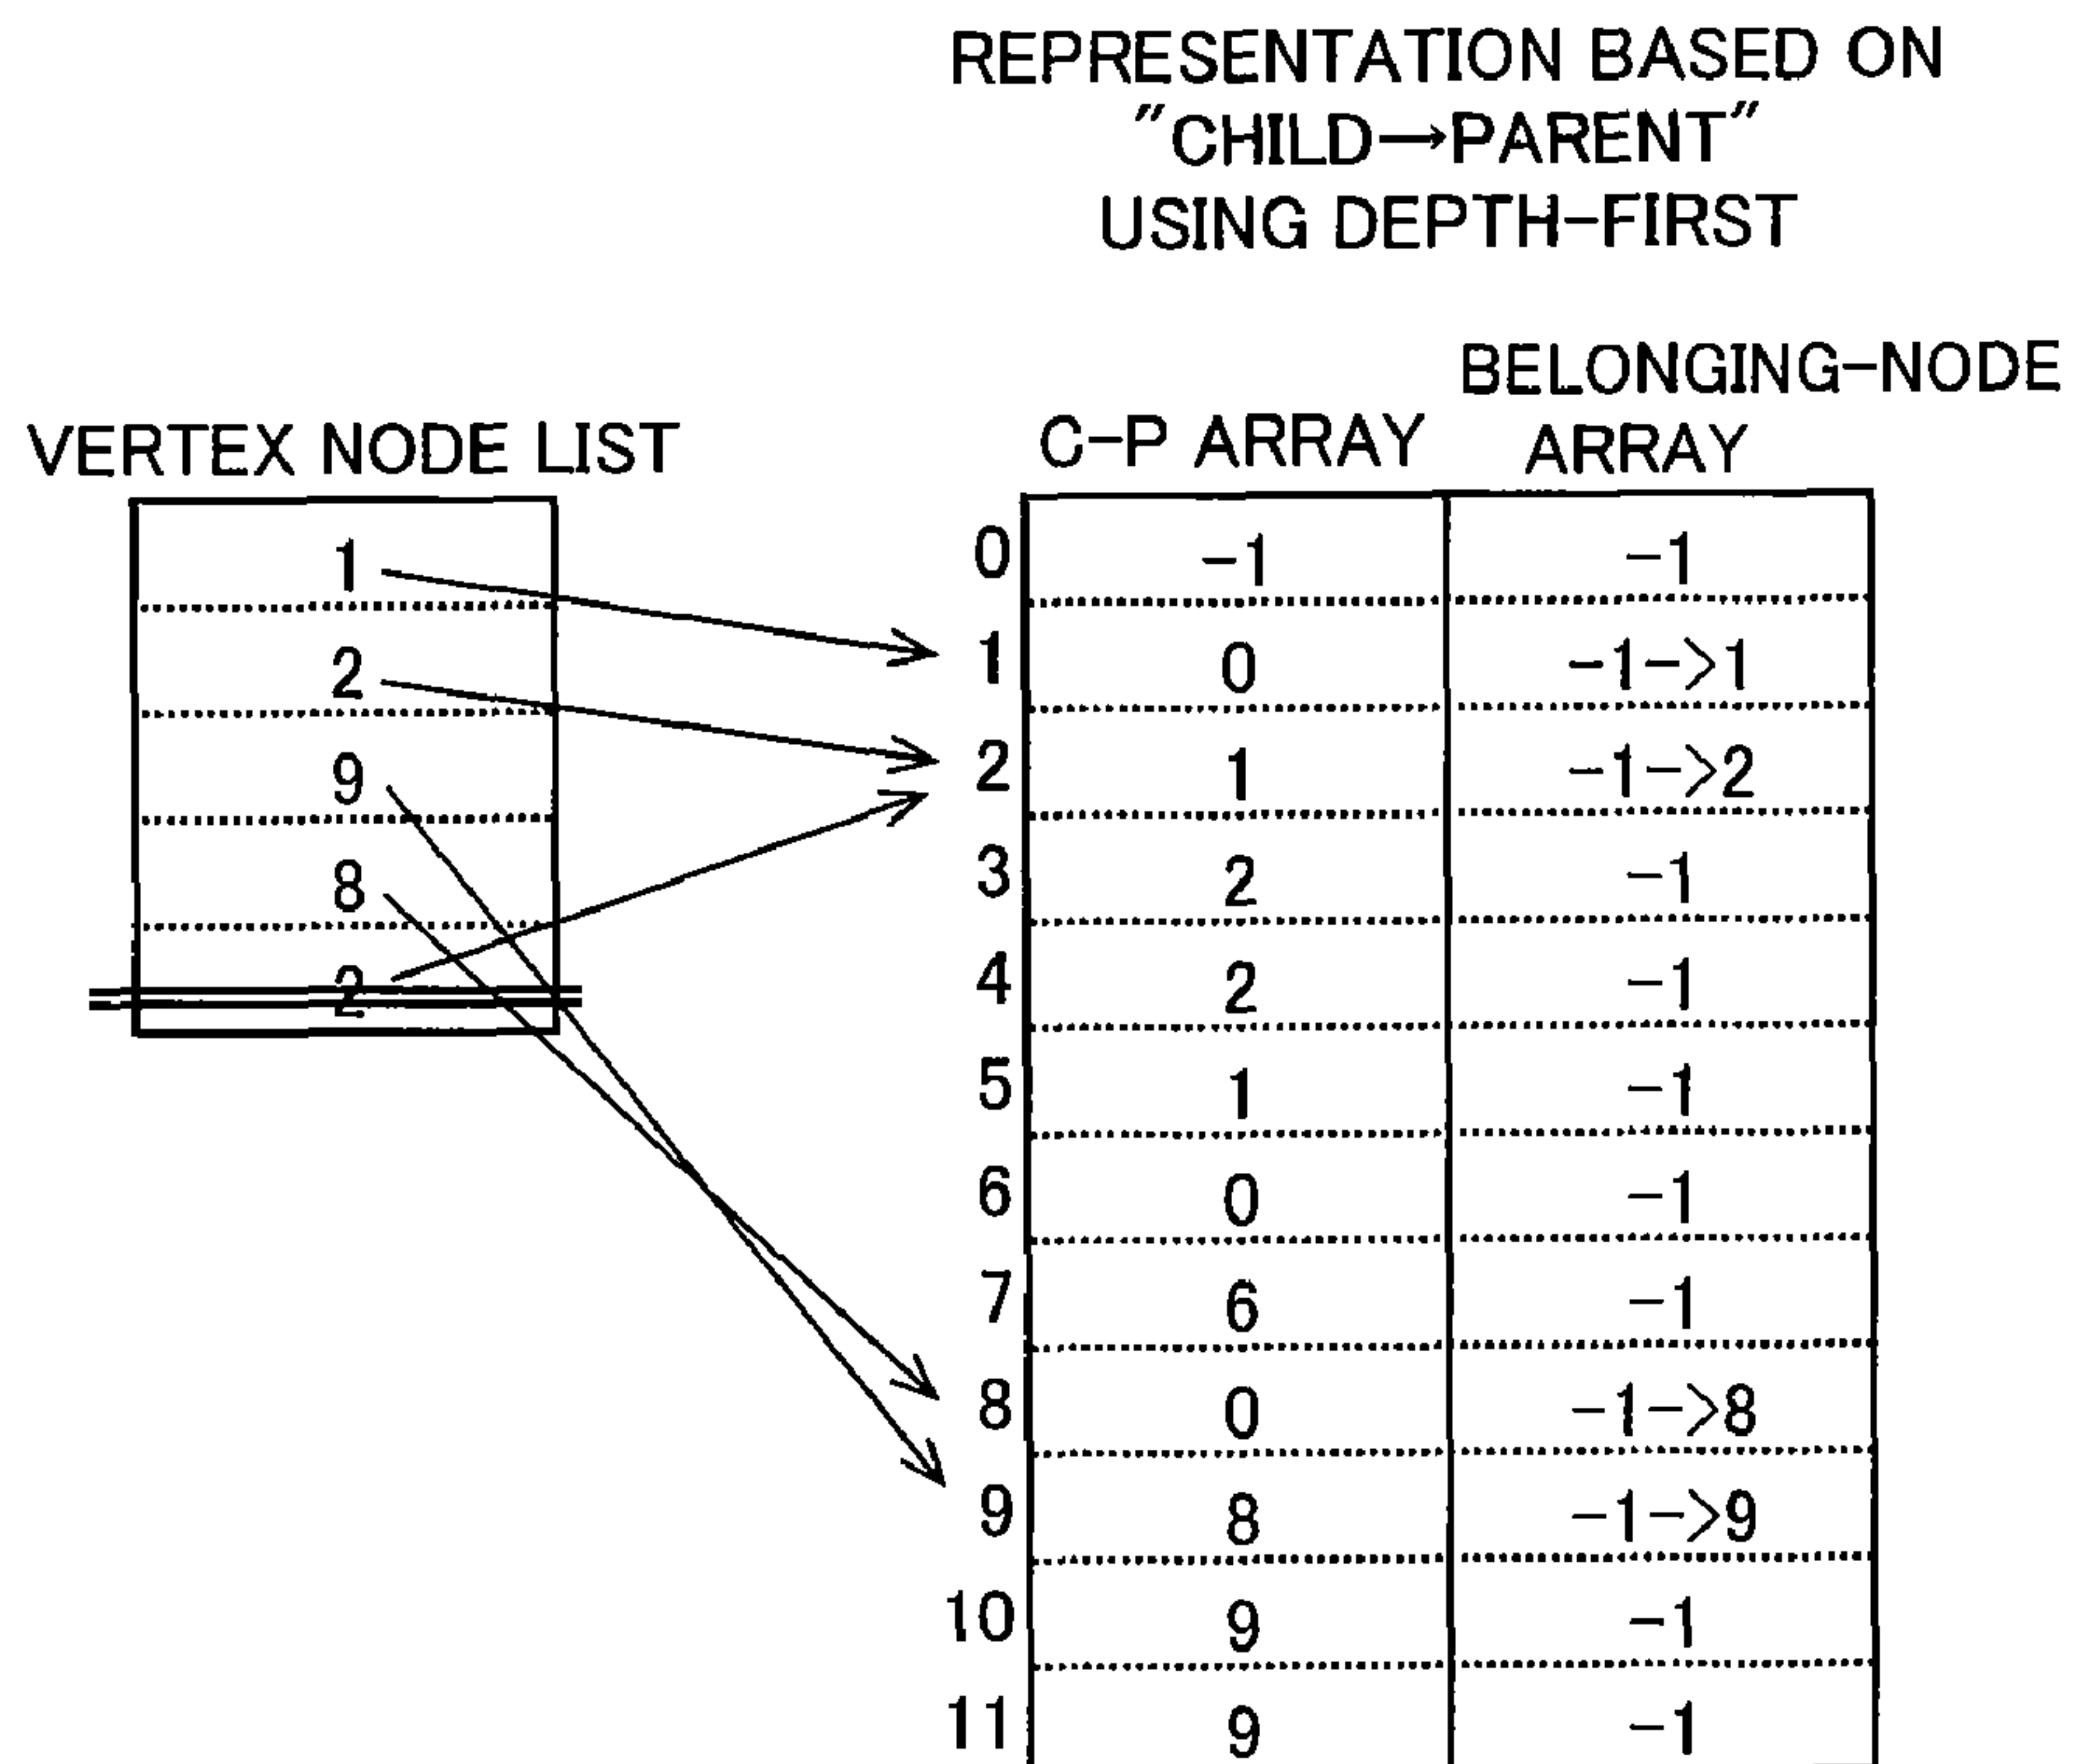 REPRESENTATION BASED ON
"CHILD→PARENT"
USING DEPTH-FIRST
VERTEX NODE LIST
1
2
9
8
2
C-P ARRAY BELONGING-NODE ARRAY
0 -1 -1
1 0 -1->1
2 1 -1->2
3 2 -1
4 2 -1
5 1 -1
6 0 -1
7 6 -1
8 0 -1->8
9 8 -1->9
10 9 -1
11 9 -1